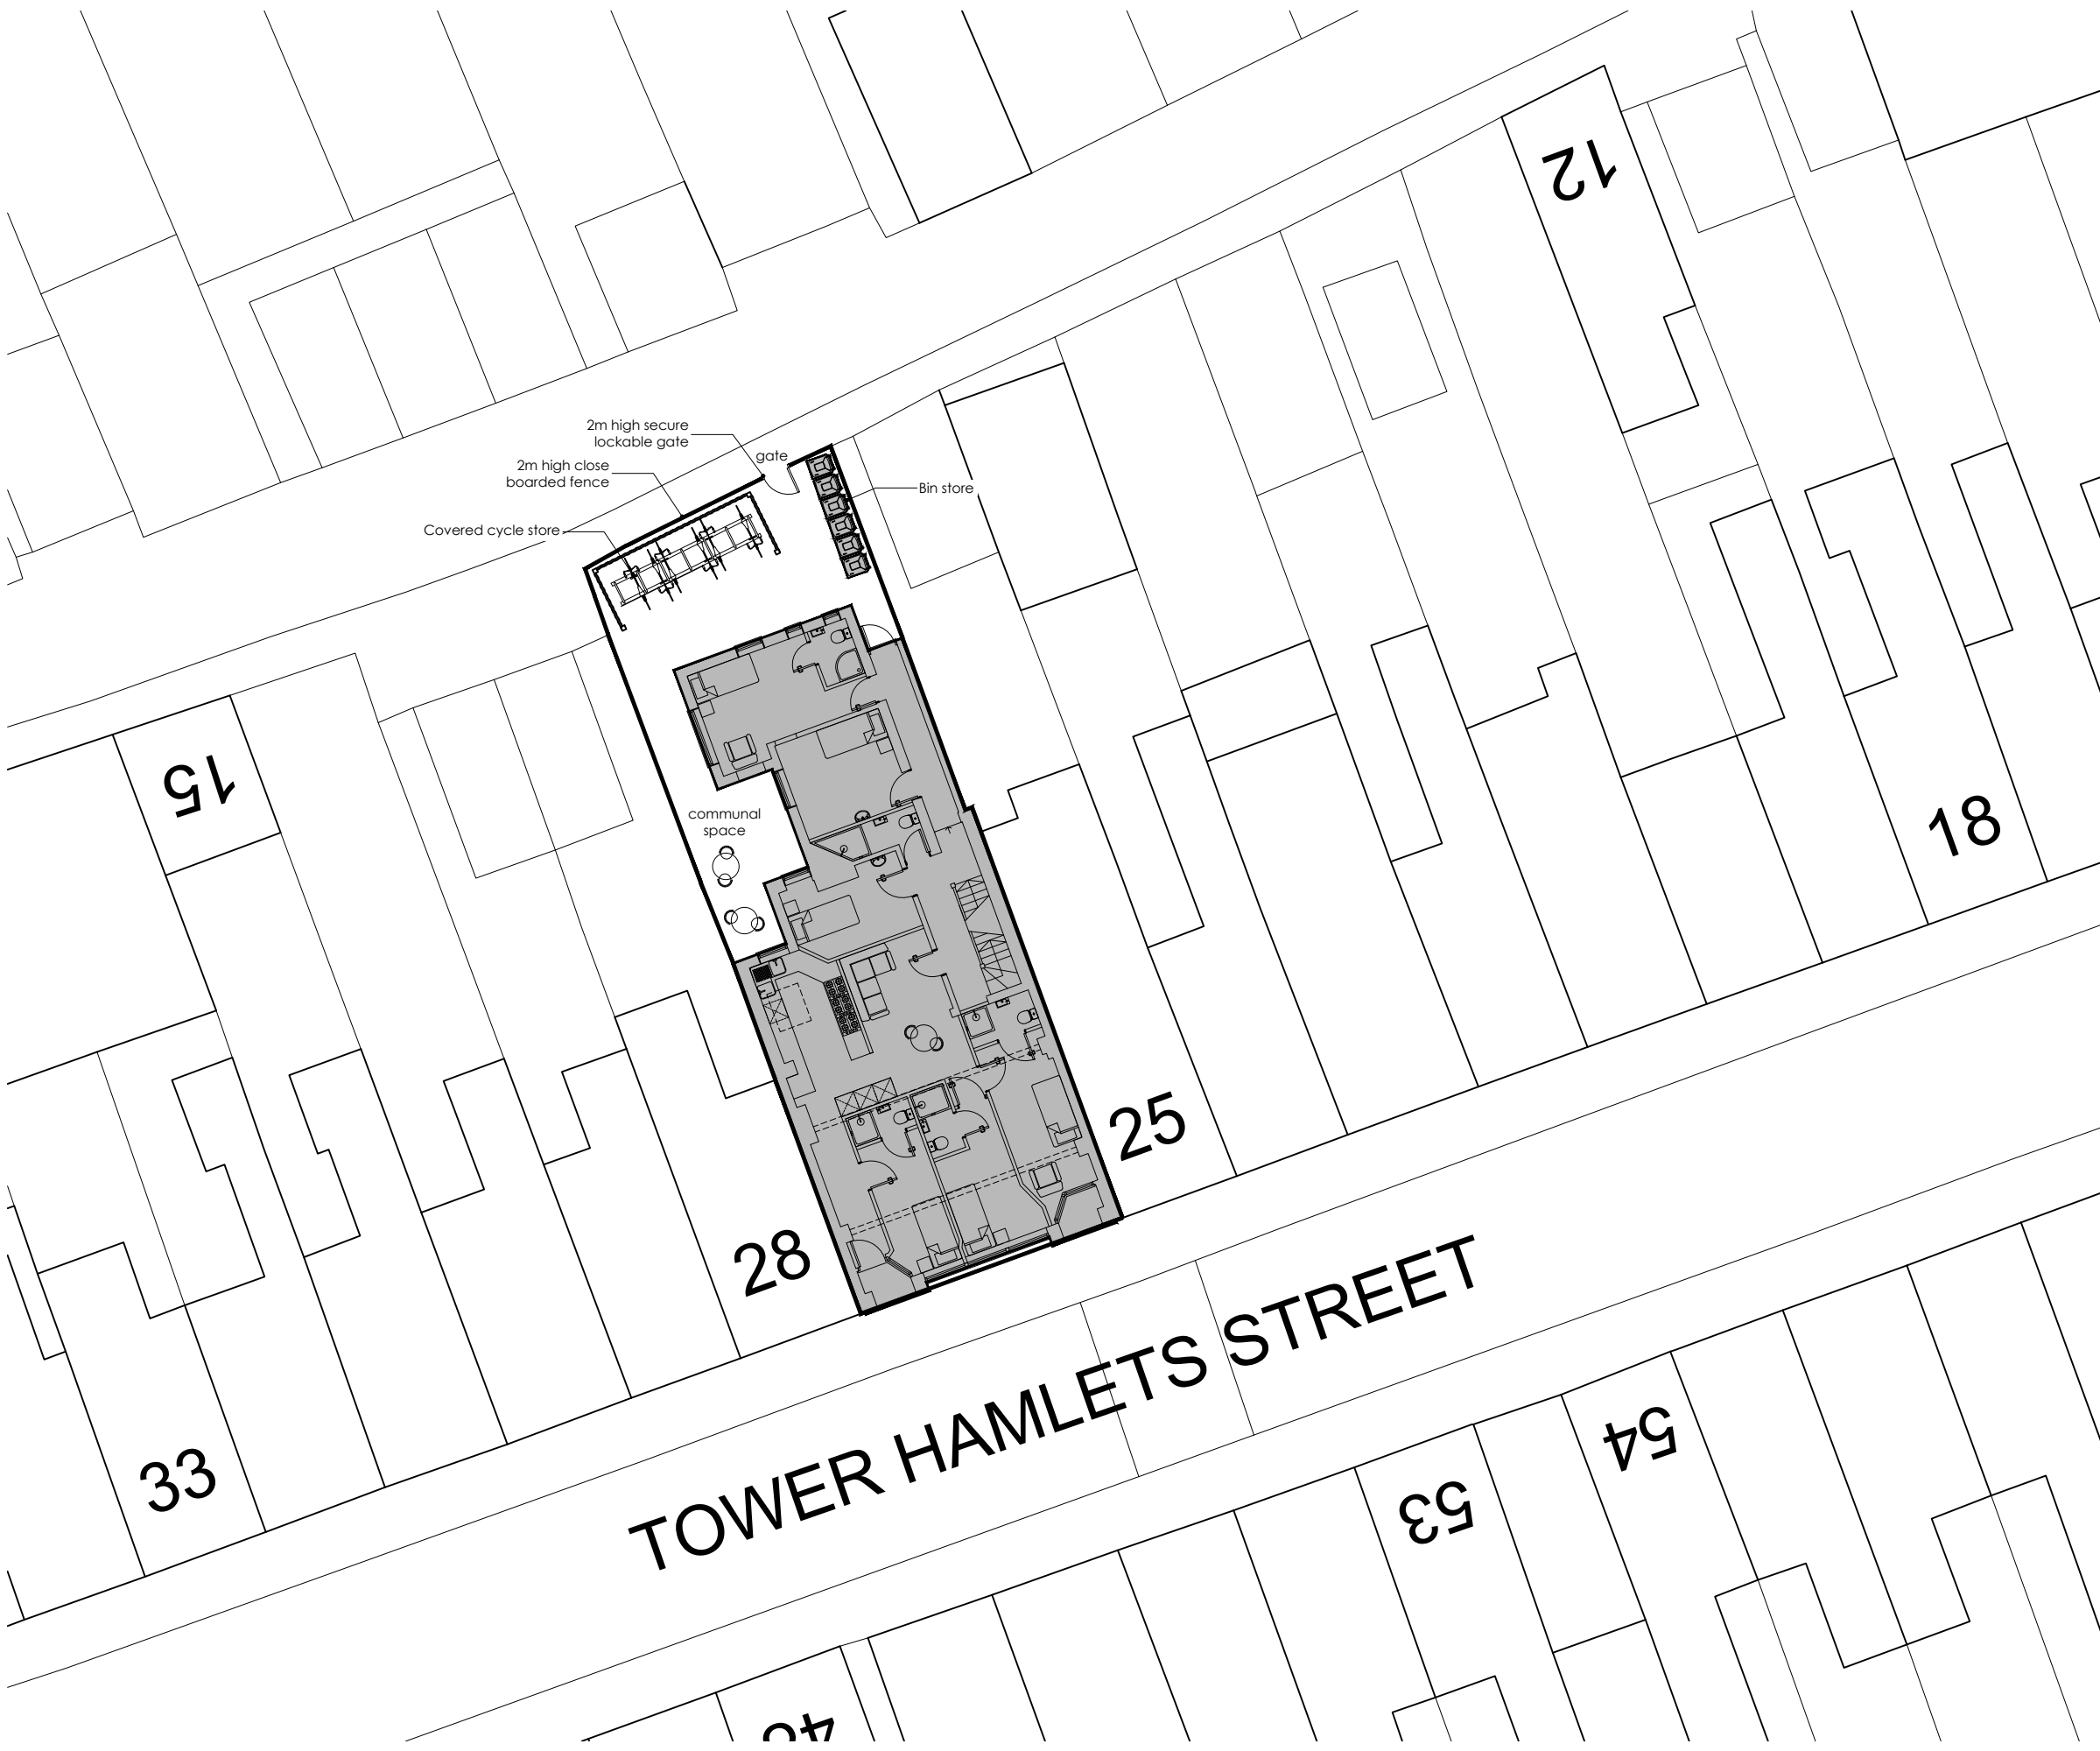 12
2m high secure
lockable gate
gate
2m high close
boarded fence
Bin store
Covered cycle store
15
communal
space
18
25
28
TOWER HAMLETS STREET
33
54
53